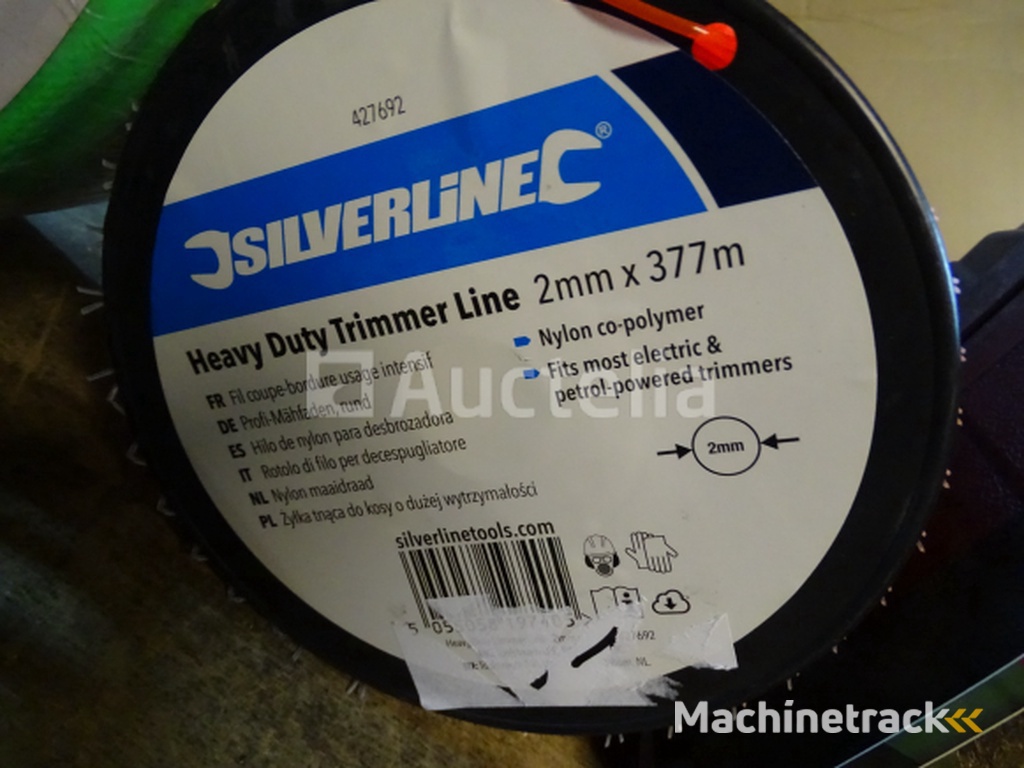 427692
SILVERLINE®
Heavy Duty Trimmer Line 2mm x 377m
FR Fil coupe-bordure usage intensif
DE Profi-Mähfaden, rund
ES Hilo de nylon para desbrozadora
IT Rotolo di filo per decespugliatore
NL Nylon maaidraad
PL Żyłka tnąca do kosy o dużej wytrzymałości
Nylon co-polymer
Fits most electric &
petrol-powered trimmers
2mm
Auctelia
silverlinetools.com
NL
Machinetrack